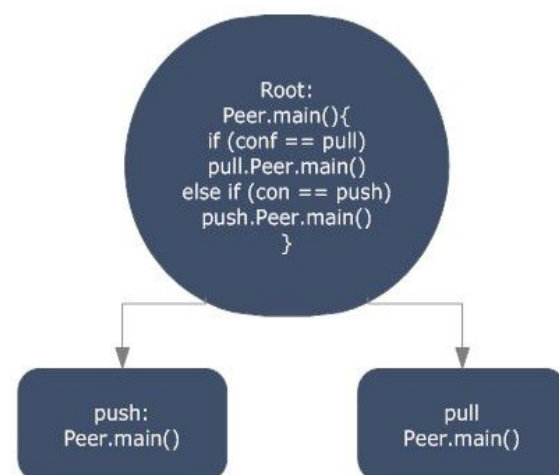 Root:
Peer.main(){
if (conf == pull)
pull.Peer.main()
else if (con == push)
push.Peer.main()
}
push:
Peer.main()
pull
Peer.main()